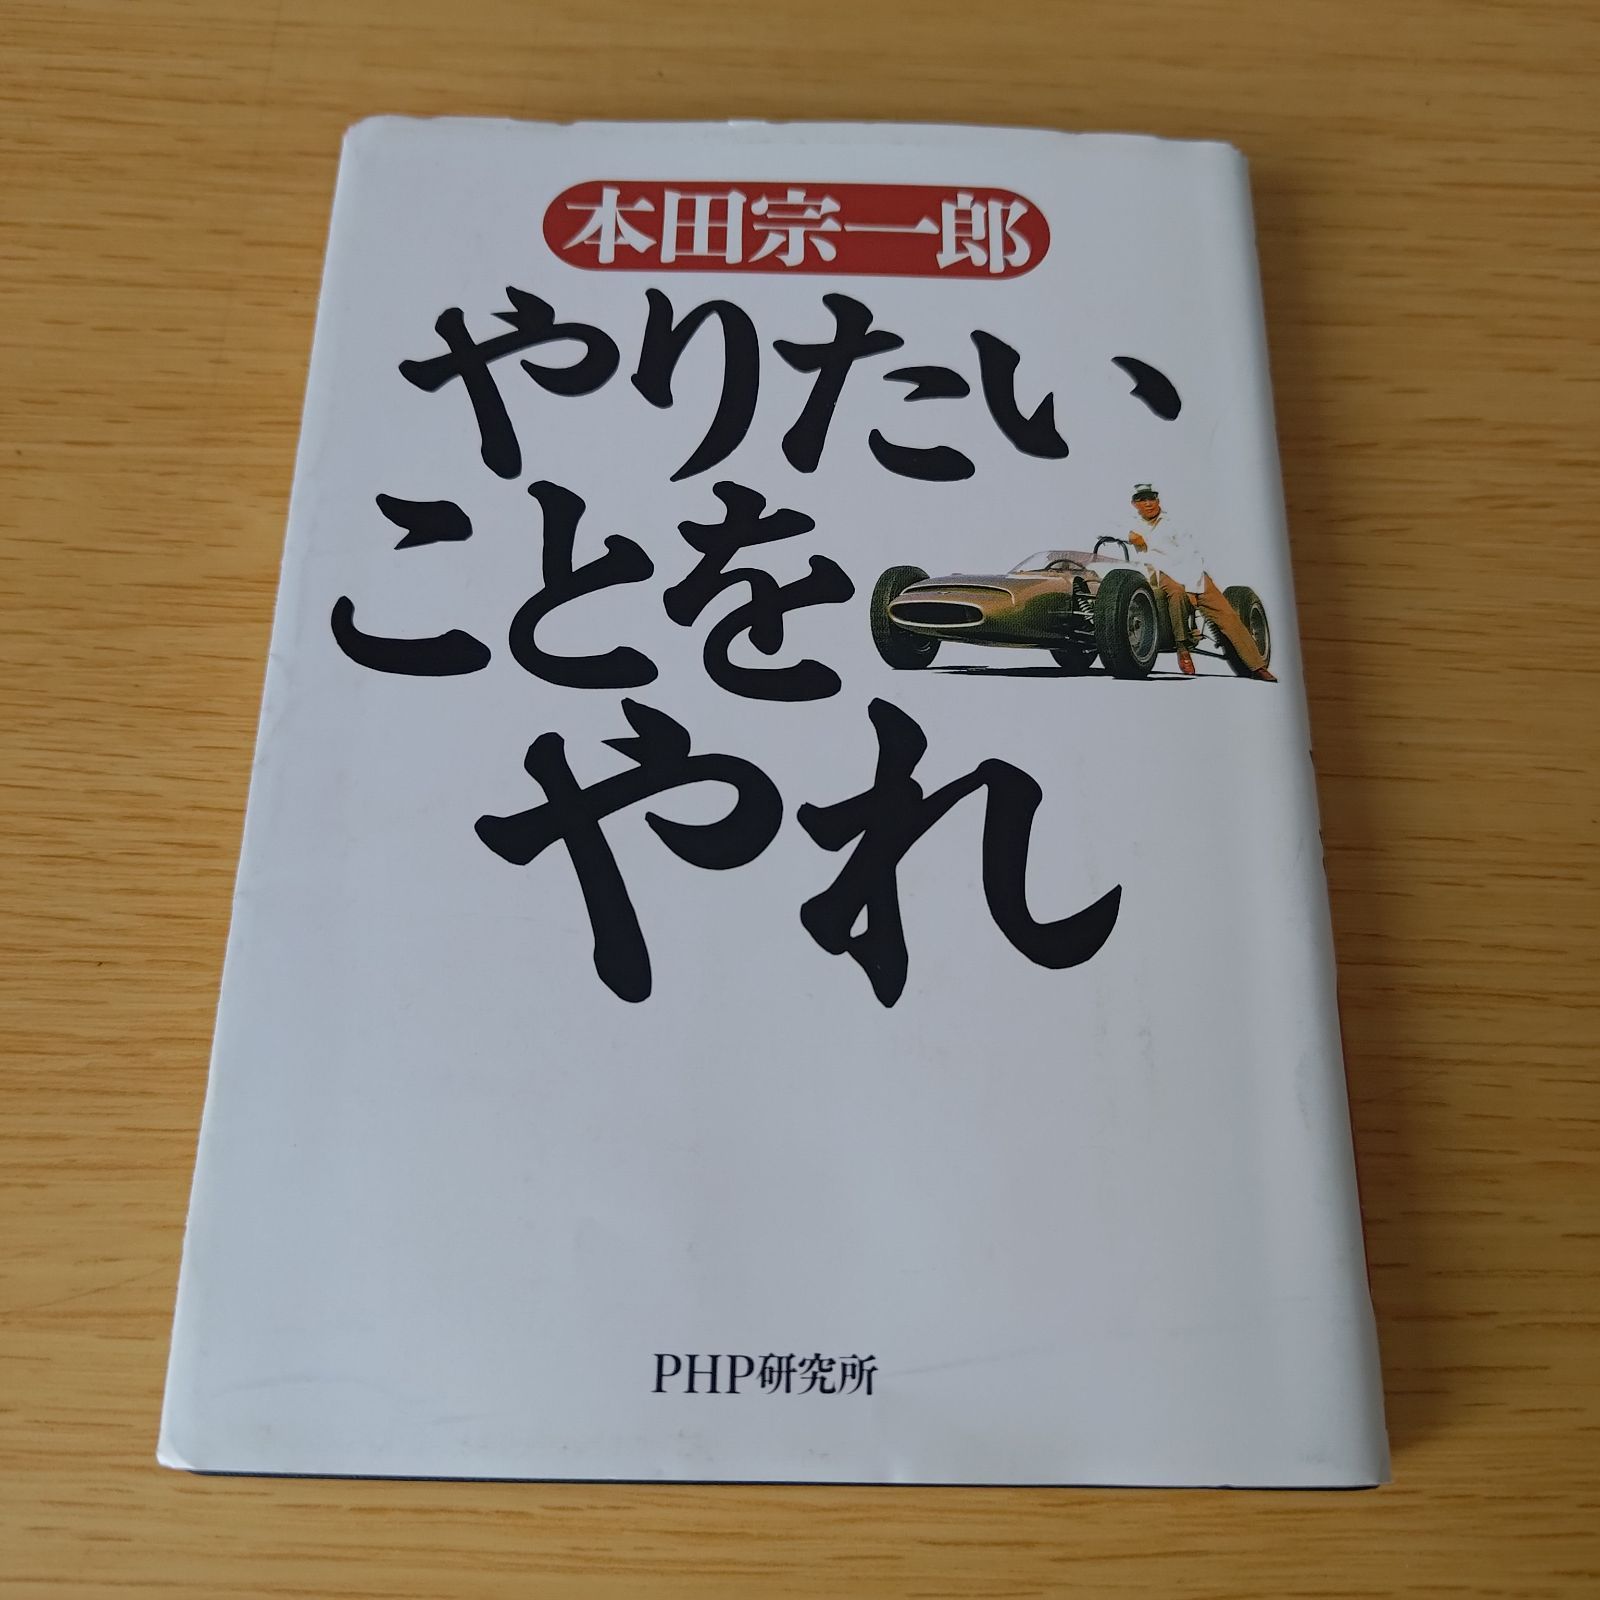 本田宗一郎
やりたい
ことを
やれ
PHP研究所